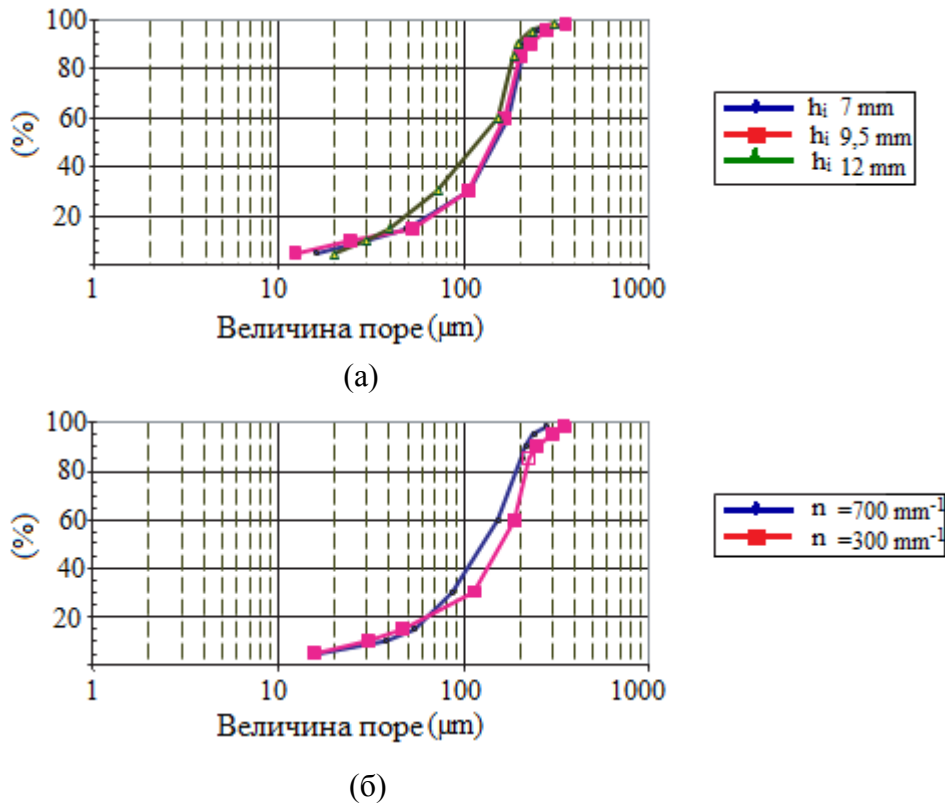 100
80
60
40
20
(%)
1 10 100 1000
Величина поре (μm)
hi 7 mm
hi 9,5 mm
hi 12 mm
(а)
100
80
60
40
20
(%)
1 10 100 1000
Величина поре (μm)
n =700 mm-1
n =300 mm-1
(б)